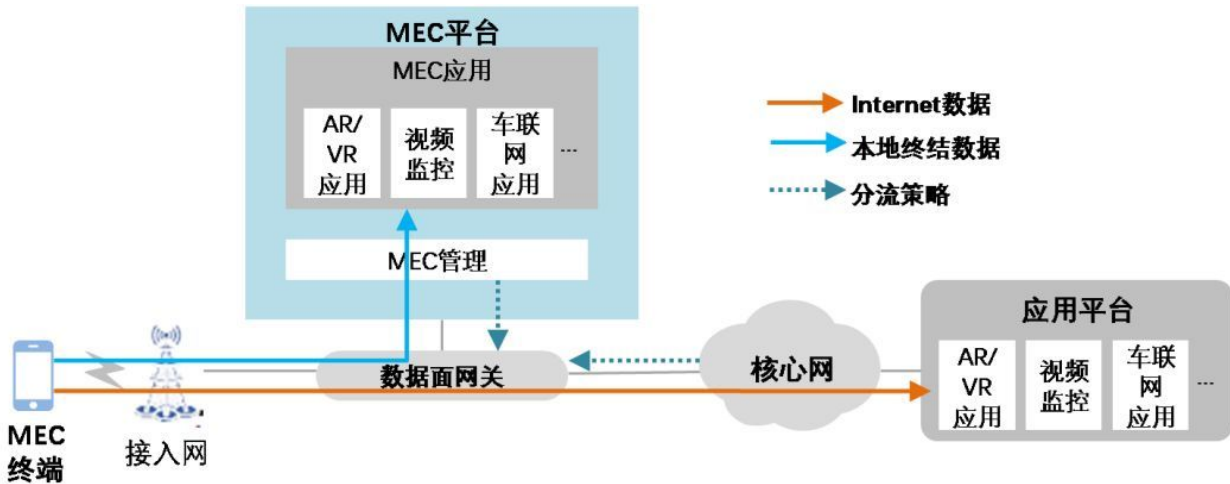 MEC平台
MEC应用
AR/
VR
应用
视频
监控
车联
网
应用
...
MEC管理
Internet数据
本地终结数据
分流策略
数据面网关
核心网
应用平台
AR/
VR
应用
视频
监控
车联
网
应用
...
MEC
终端
接入网